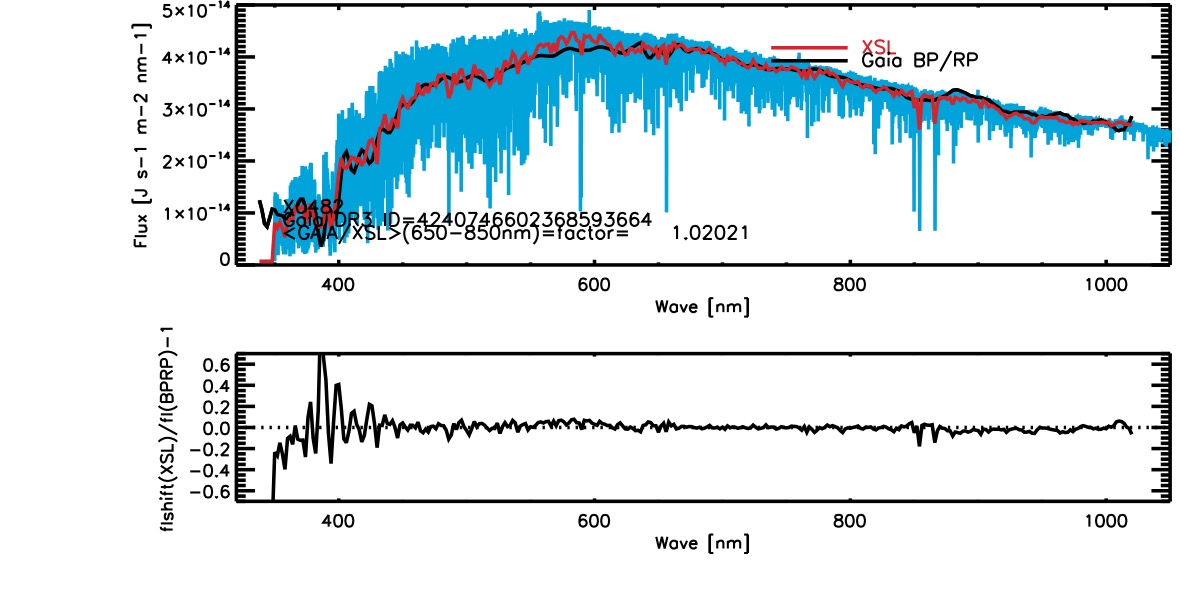 5×10−14
4×10−14
3×10−14
2×10−14
1×10−14
0
Flux [J s−1 m−2 nm−1]
XSL
Gaia BP/RP
X0482
Gaia DR3 ID=4240746602368593664
<GAIA/XSL>(650−850nm)=factor= 1.02021
400 600 800 1000
Wave [nm]
0.6
0.4
0.2
0.0
−0.2
−0.4
−0.6
flshift(XSL)/fl(BPRP)−1
400 600 800 1000
Wave [nm]